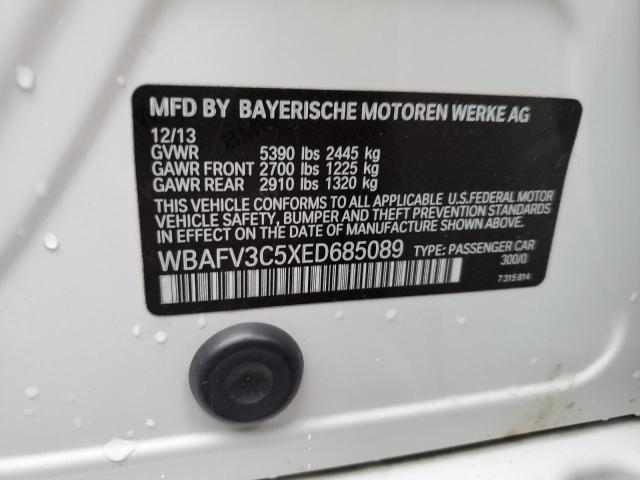 MFD BY BAYERISCHE MOTOREN WERKE AG
12/13
GVWR 5390 lbs 2445 kg
GAWR FRONT 2700 lbs 1225 kg
GAWR REAR 2910 lbs 1320 kg
THIS VEHICLE CONFORMS TO ALL APPLICABLE U.S.FEDERAL MOTOR
VEHICLE SAFETY, BUMPER AND THEFT PREVENTION STANDARDS
IN EFFECT ON THE DATE OF MANUFACTURE SHOWN ABOVE
WBAFV3C5XED685089 TYPE: PASSENGER CAR
300/0
7 315 814